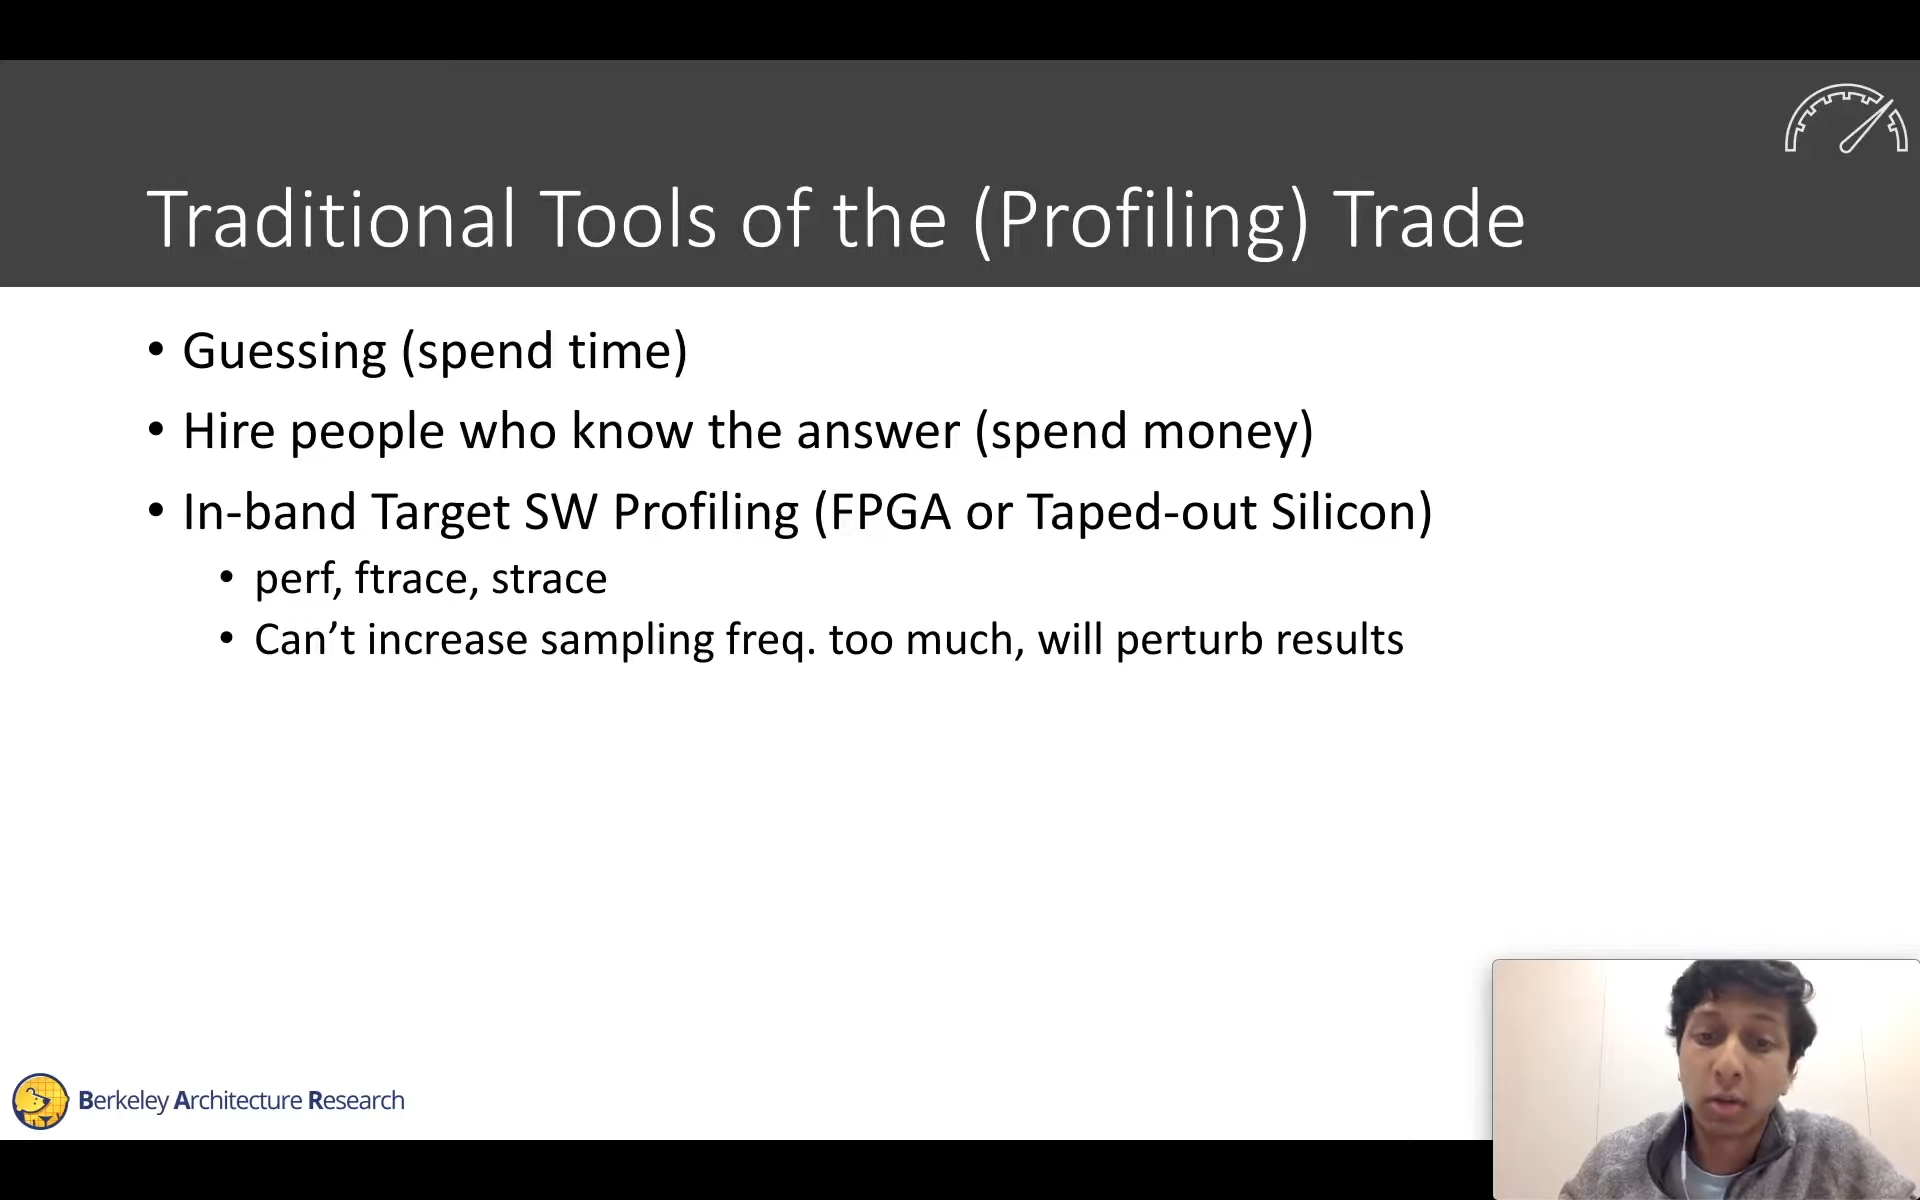 Traditional Tools of the (Profiling) Trade
• Guessing (spend time)
• Hire people who know the answer (spend money)
• In-band Target SW Profiling (FPGA or Taped-out Silicon)
• perf, ftrace, strace
• Can’t increase sampling freq. too much, will perturb results
Berkeley Architecture Research